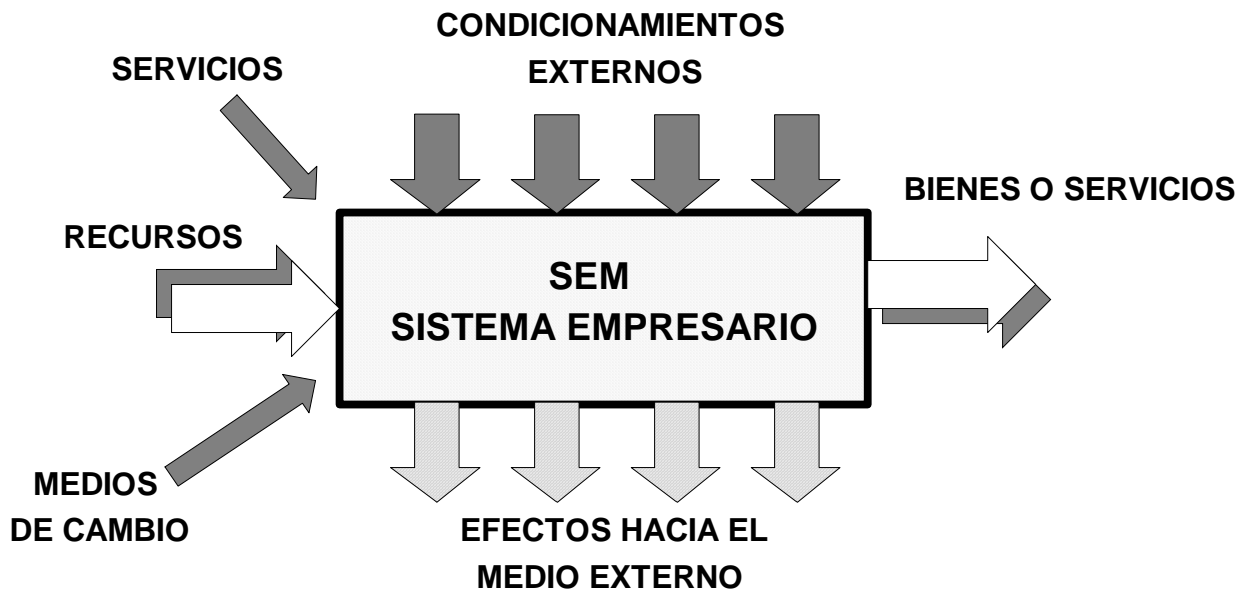 CONDICIONAMIENTOS
EXTERNOS
SERVICIOS
BIENES O SERVICIOS
RECURSOS
SEM
SISTEMA EMPRESARIO
MEDIOS
DE CAMBIO
EFECTOS HACIA EL
MEDIO EXTERNO